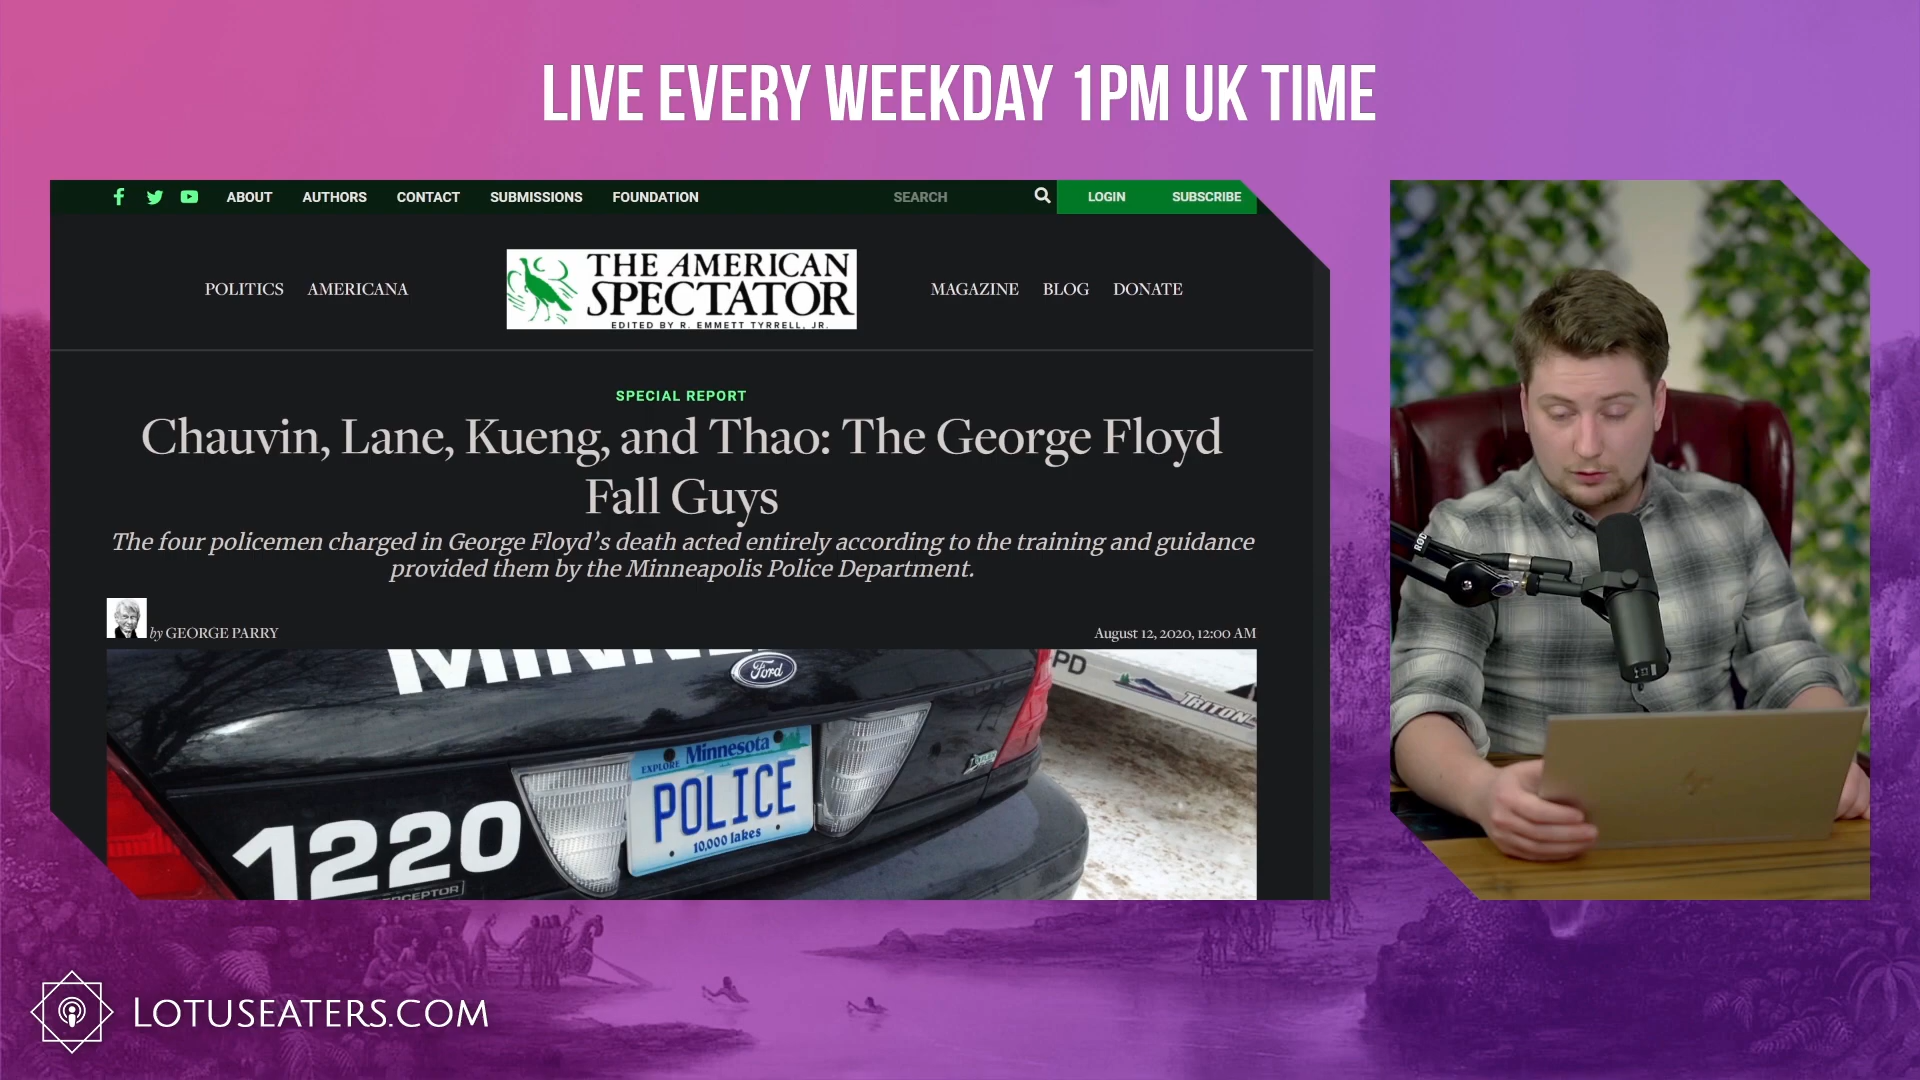 LIVE EVERY WEEKDAY 1PM UK TIME
ABOUT AUTHORS CONTACT SUBMISSIONS FOUNDATION SEARCH LOGIN SUBSCRIBE
POLITICS AMERICANA
THE AMERICAN
SPECTATOR
EDITED BY R. EMMETT TYRRELL, JR.
MAGAZINE BLOG DONATE
SPECIAL REPORT
Chauvin, Lane, Kueng, and Thao: The George Floyd
Fall Guys
The four policemen charged in George Floyd's death acted entirely according to the training and guidance
provided them by the Minneapolis Police Department.
by GEORGE PARRY
August 12, 2020, 12:00 AM
Ford
PD
TRITON
EXPLORE Minnesota
POLICE
10,000 lakes
1220
LOTUSEATERS.COM